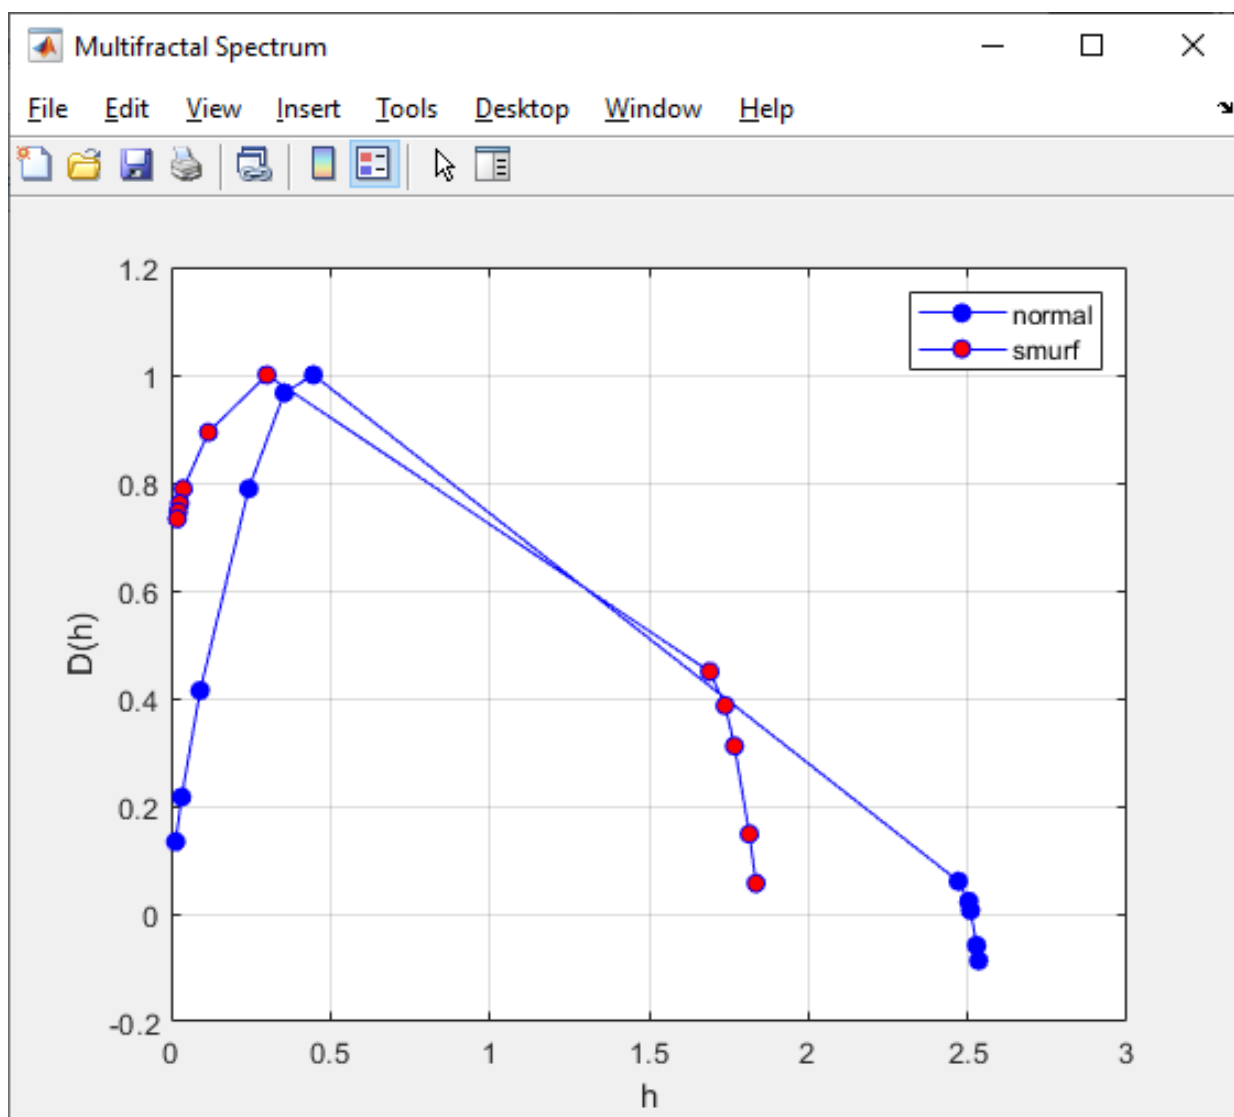 Multifractal Spectrum
File Edit View Insert Tools Desktop Window Help
normal
smurf
1.2
1
0.8
0.6
0.4
0.2
0
-0.2
D(h)
0 0.5 1 1.5 2 2.5 3
h